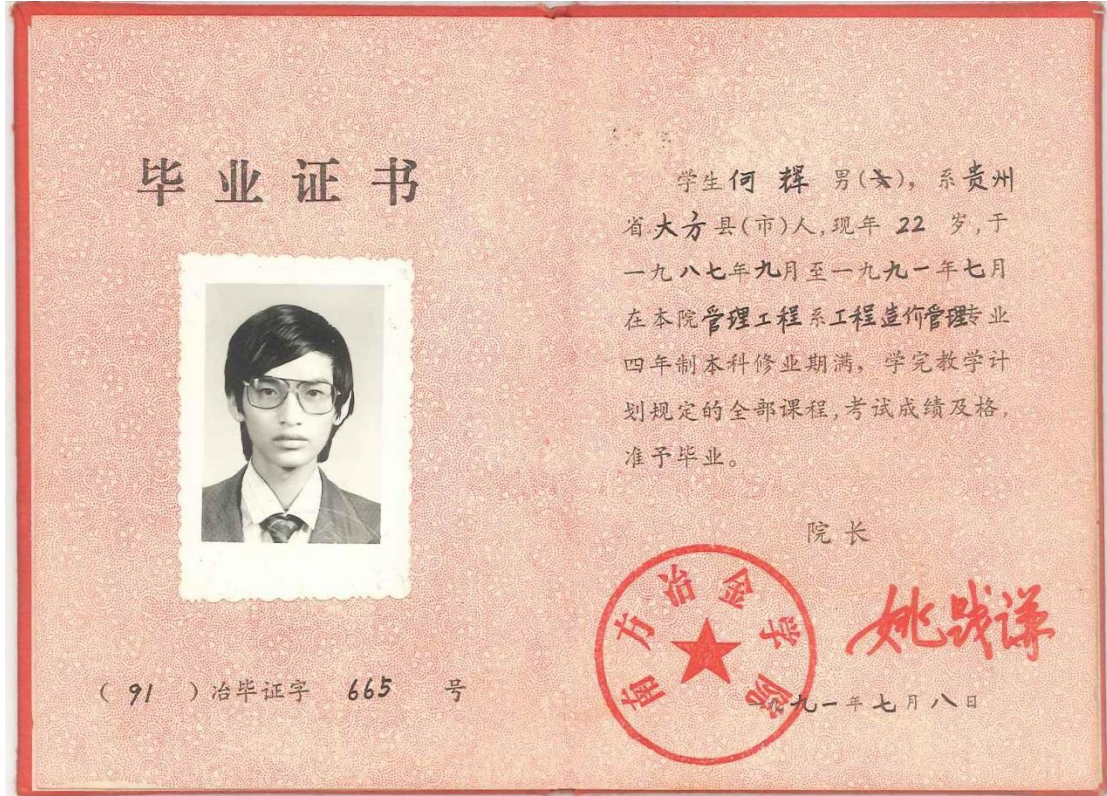 毕业证书
(91)冶毕证字 665 号
学生何辉 男(女),系贵州
省大方县(市)人,现年 22 岁,于
一九八七年九月至一九九一年七月
在本院管理工程系工程造价管理专业
四年制本科修业期满,学完教学计
划规定的全部课程,考试成绩及格,
准予毕业。
院长
姚践谦
南方冶金学院
一九九一年七月八日